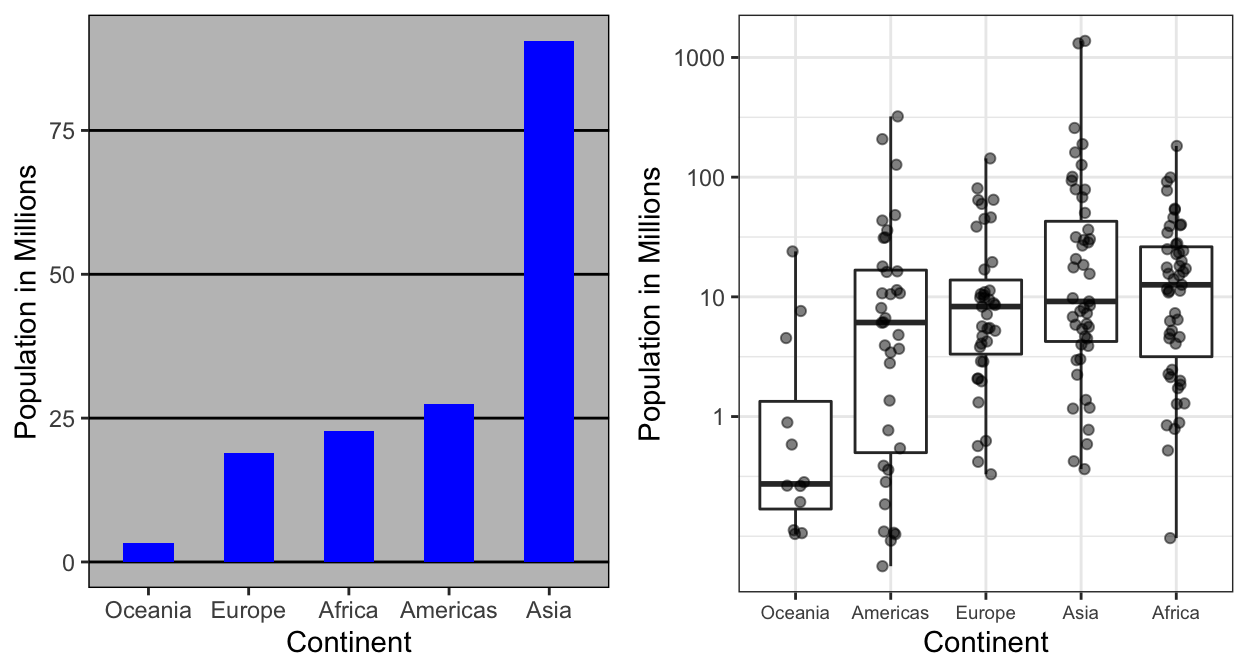 Population in Millions
75
50
25
0
Oceania Europe Africa Americas Asia
Continent
Population in Millions
1000
100
10
1
Oceania Americas Europe Asia Africa
Continent